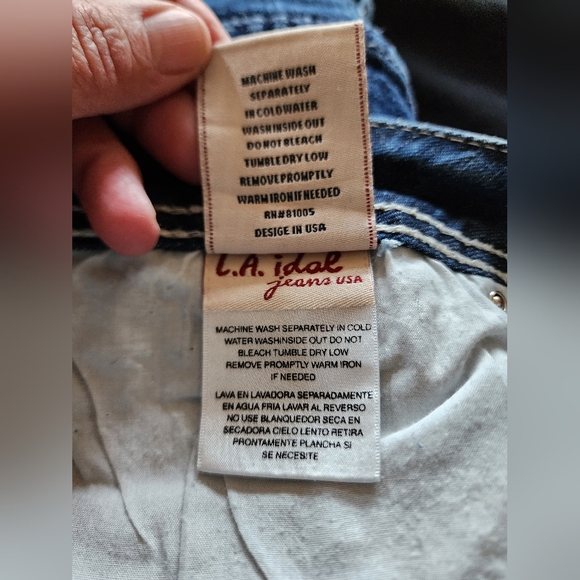 MACHINE WASH
SEPARATELY
IN COLD WATER
WASH INSIDE OUT
DO NOT BLEACH
TUMBLE DRY LOW
REMOVE PROMPTLY
WARM IRON IF NEEDED
RN#81005
DESIGE IN USA
L.A. idol
jeans USA
MACHINE WASH SEPARATELY IN COLD
WATER WASHINSIDE OUT DO NOT
BLEACH TUMBLE DRY LOW
REMOVE PROMPTLY WARM IRON
IF NEEDED
LAVA EN LAVADORA SEPARADAMENTE
EN AGUA FRIA LAVAR AL REVERSO
NO USE BLANQUEDOR SECA EN
SECADORA CIELO LENTO RETIRA
PRONTAMENTE PLANCHA SI
SE NECESITE